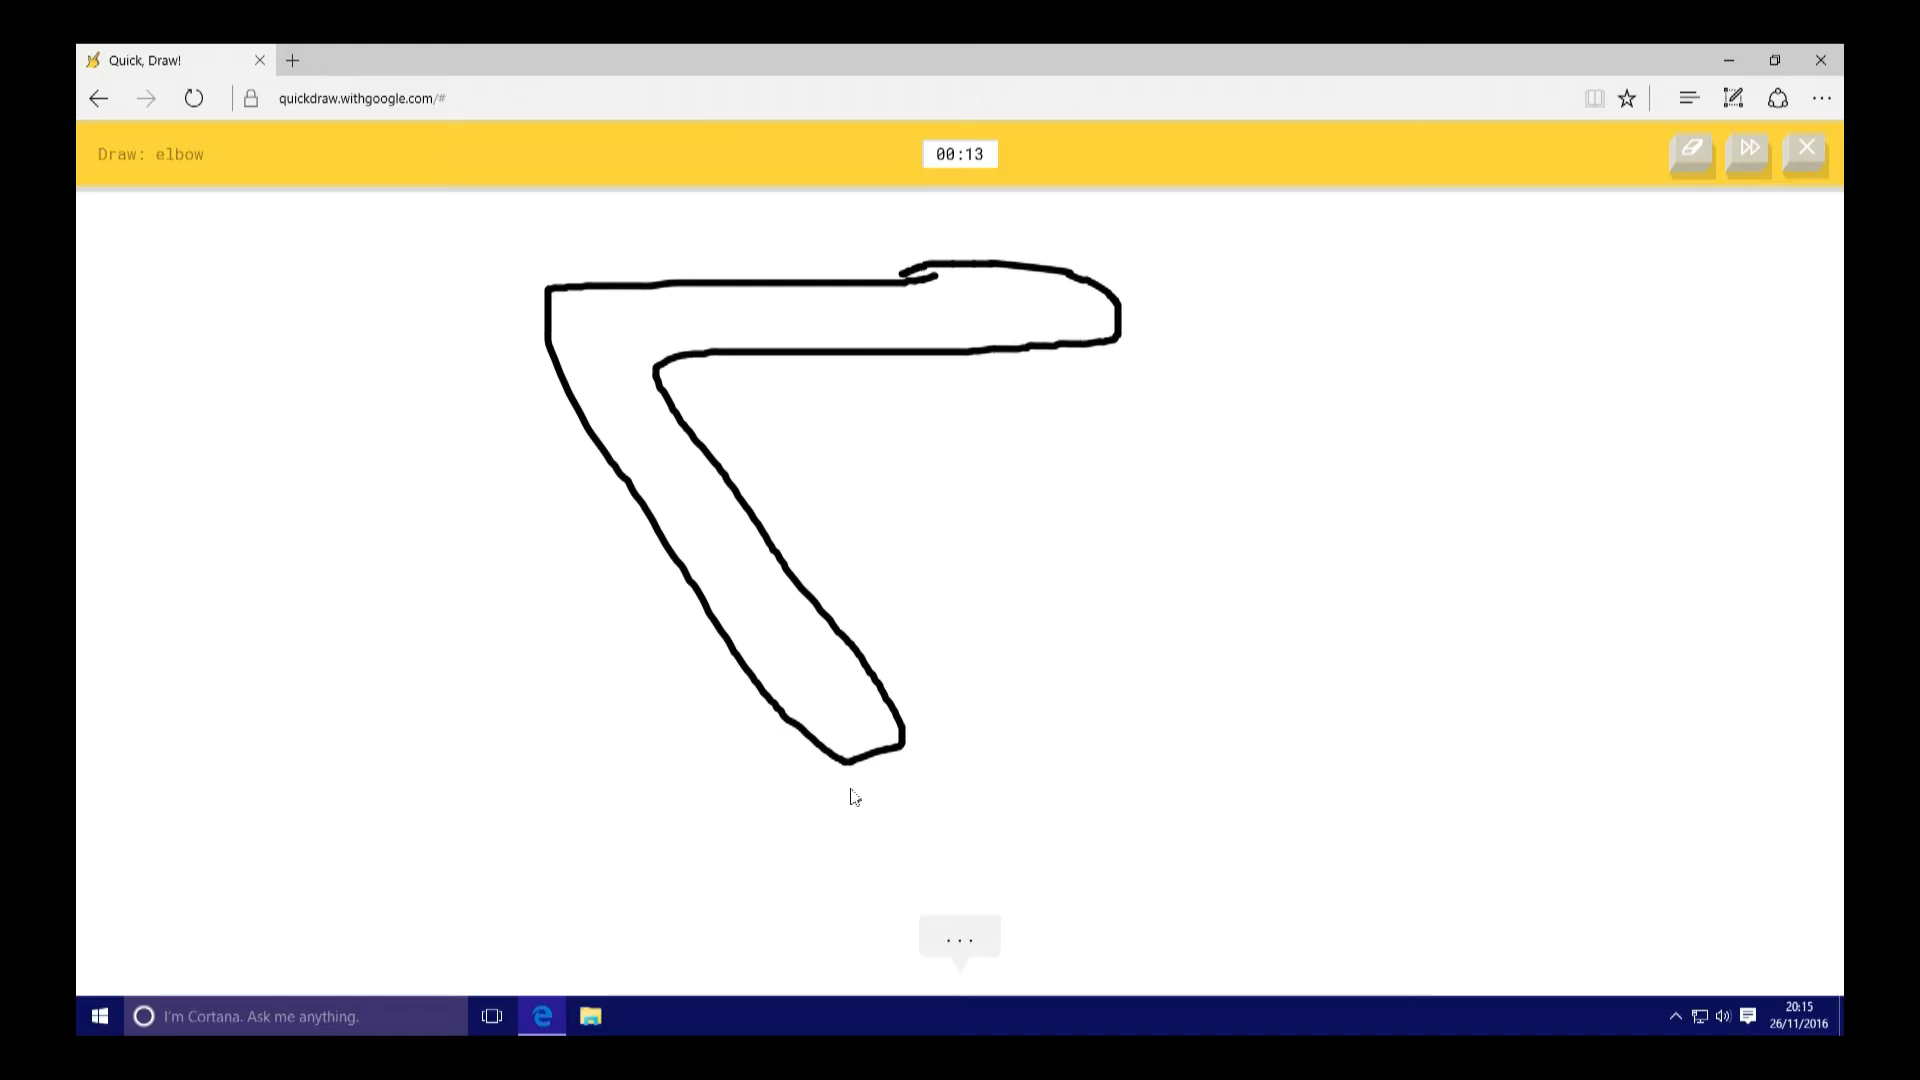 Quick, Draw!
quickdraw.withgoogle.com/#
Draw: elbow
00:13
...
I'm Cortana. Ask me anything.
20:15
26/11/2016